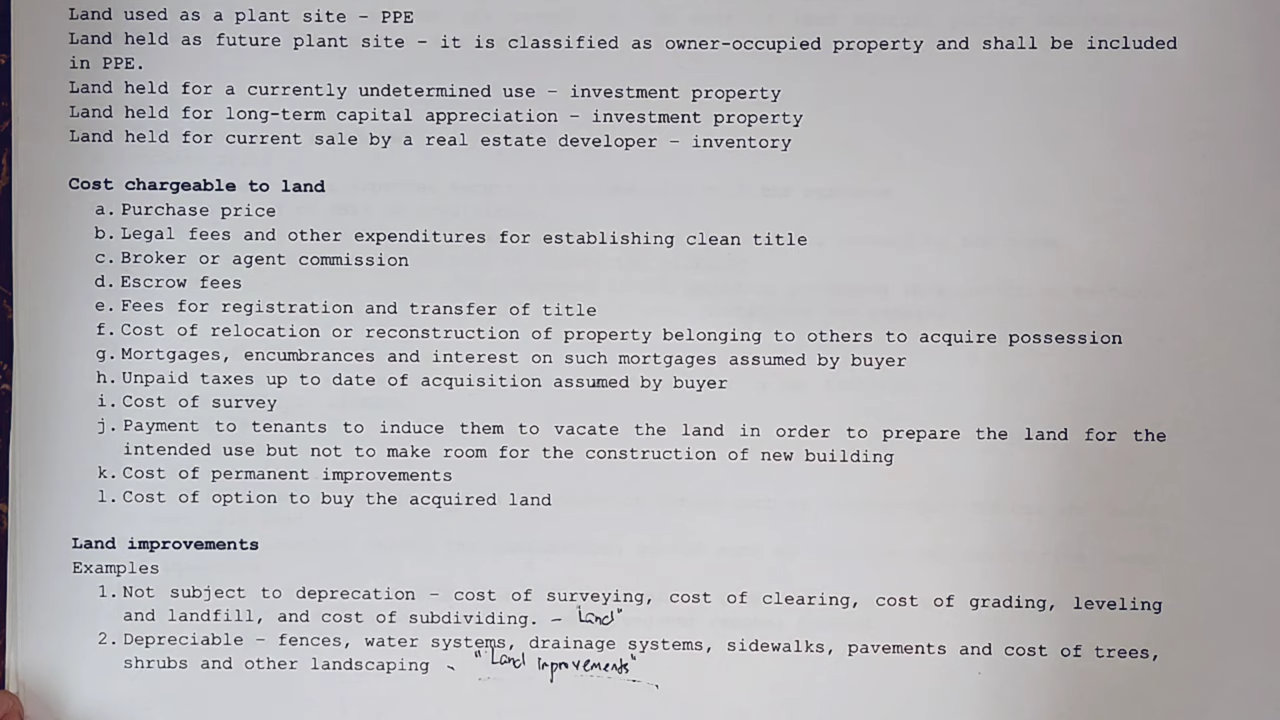 Land used as a plant site – PPE
Land held as future plant site – it is classified as owner-occupied property and shall be included
in PPE.
Land held for a currently undetermined use – investment property
Land held for long-term capital appreciation – investment property
Land held for current sale by a real estate developer – inventory
Cost chargeable to land
a. Purchase price
b. Legal fees and other expenditures for establishing clean title
c. Broker or agent commission
d. Escrow fees
e. Fees for registration and transfer of title
f. Cost of relocation or reconstruction of property belonging to others to acquire possession
g. Mortgages, encumbrances and interest on such mortgages assumed by buyer
h. Unpaid taxes up to date of acquisition assumed by buyer
i. Cost of survey
j. Payment to tenants to induce them to vacate the land in order to prepare the land for the
intended use but not to make room for the construction of new building
k. Cost of permanent improvements
l. Cost of option to buy the acquired land
Land improvements
Examples
1. Not subject to deprecation – cost of surveying, cost of clearing, cost of grading, leveling
and landfill, and cost of subdividing. – "Land"
2. Depreciable – fences, water systems, drainage systems, sidewalks, pavements and cost of trees,
shrubs and other landscaping - "Land Improvements"